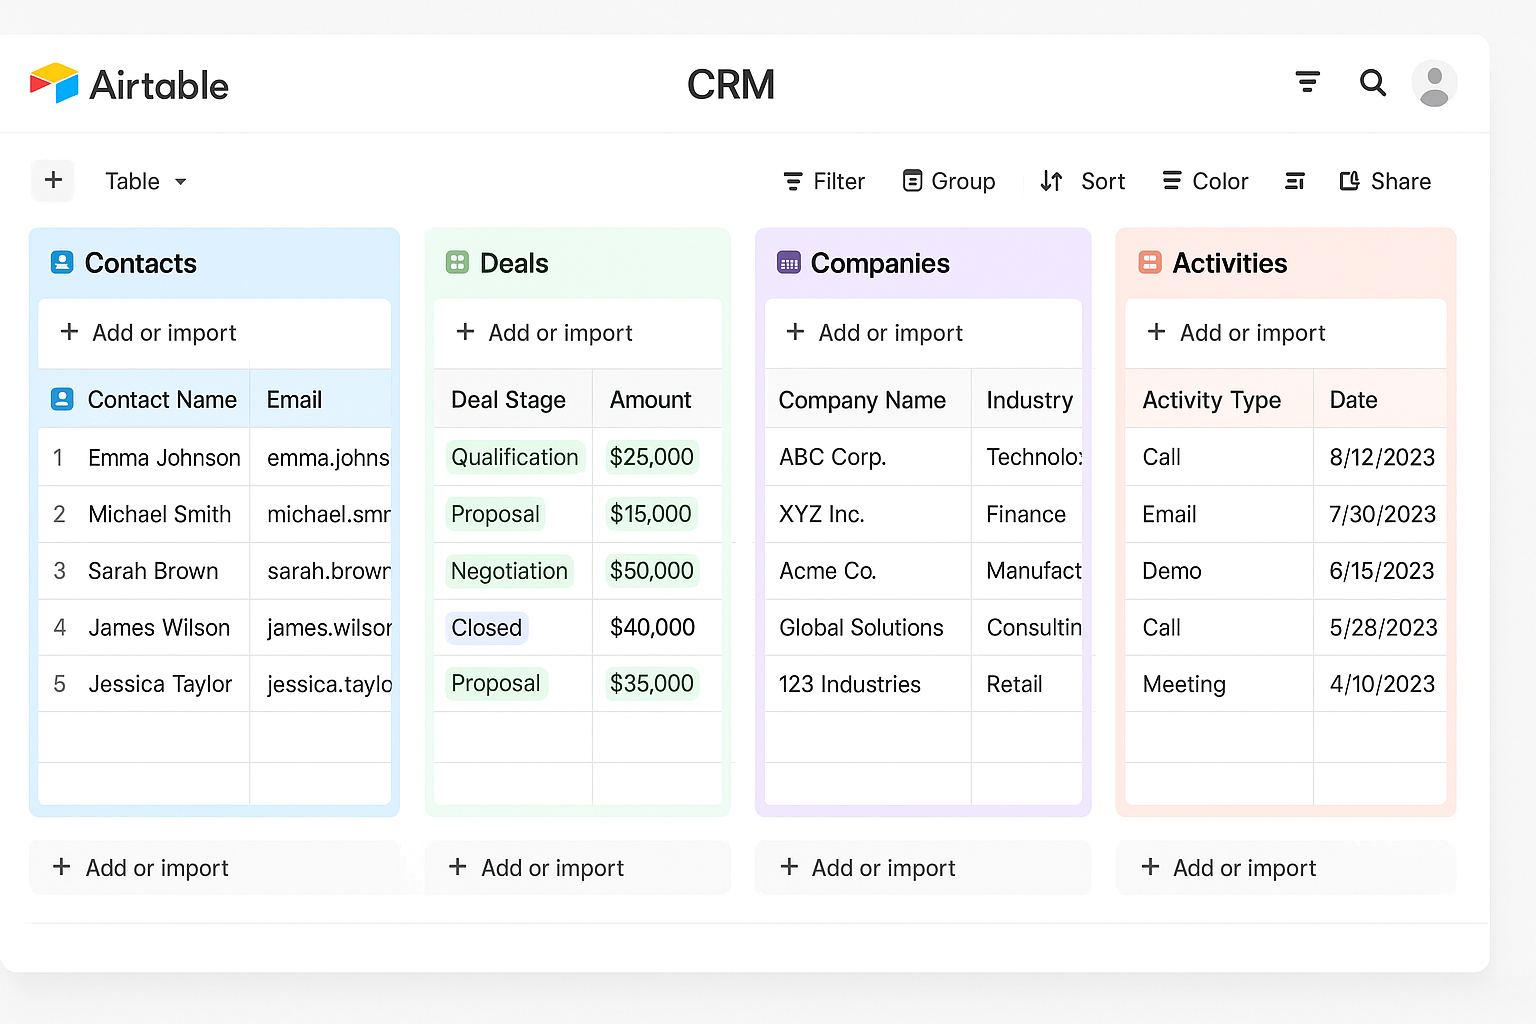 Airtable
CRM
Table
Filter
Group
Sort
Color
Share
Contacts
Add or import
Contact Name Email
1 Emma Johnson emma.johns
2 Michael Smith
3 Sarah Brown sarah.brown
4 James Wilson james.wilsor
5 Jessica Taylor jessica.taylo
Add or import
Deals
Add or import
Deal Stage Amount
Qualification $25,000
Proposal $15,000
Negotiation $50,000
Closed $40,000
Proposal $35,000
Add or import
Companies
Add or import
Company Name Industry
ABC Corp. Technolo
XYZ Inc. Finance
Acme Co. Manufact
Global Solutions Consultin
123 Industries Retail
Add or import
Activities
Add or import
Activity Type Date
Call 8/12/2023
Email 7/30/2023
Demo 6/15/2023
Call 5/28/2023
Meeting 4/10/2023
Add or import